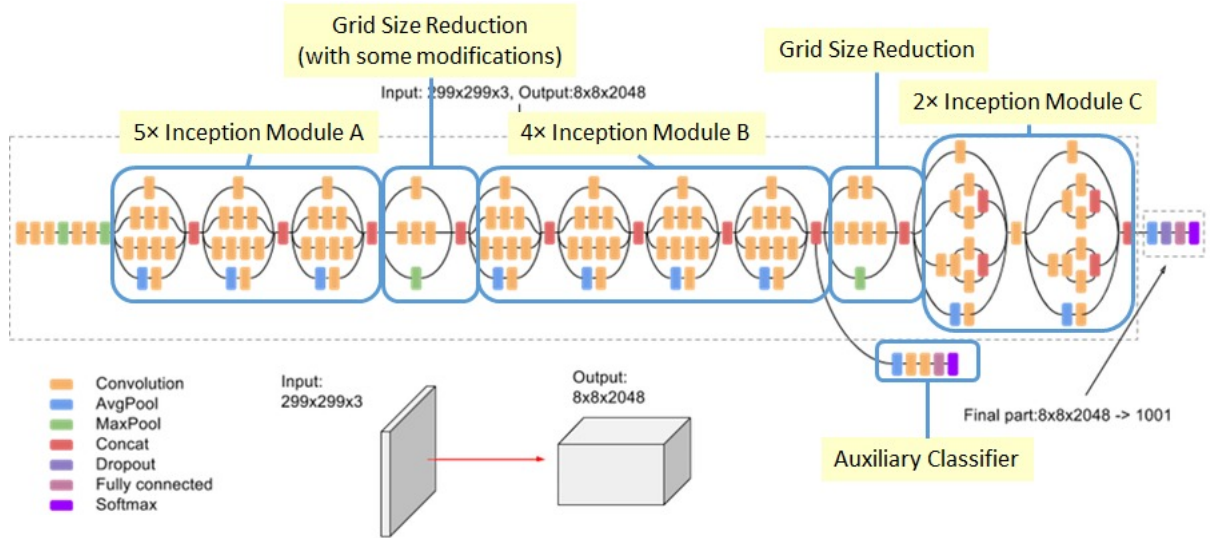 Grid Size Reduction
(with some modifications)
Grid Size Reduction
Input: 299x299x3, Output:8x8x2048
5× Inception Module A
4× Inception Module B
2× Inception Module C
Convolution
AvgPool
MaxPool
Concat
Dropout
Fully connected
Softmax
Input:
299x299x3
Output:
8x8x2048
Final part:8x8x2048 -> 1001
Auxiliary Classifier